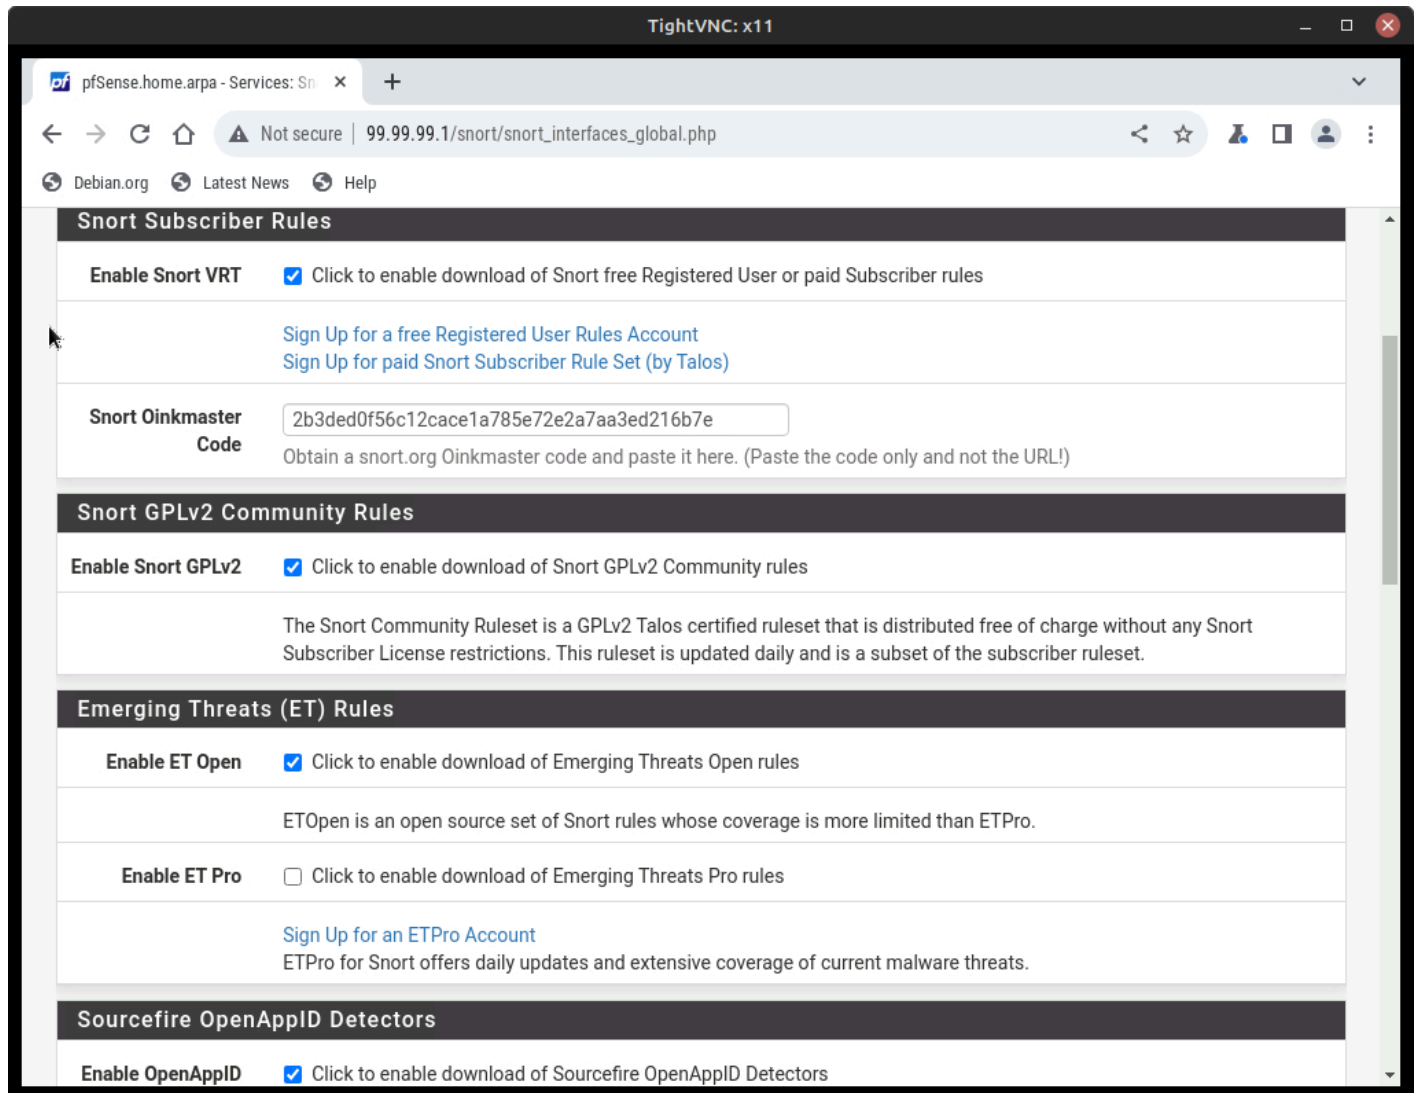 TightVNC: x11
pfSense.home.arpa - Services: Sn
Not secure | 99.99.99.1/snort/snort_interfaces_global.php
Debian.org Latest News Help
Snort Subscriber Rules
Enable Snort VRT Click to enable download of Snort free Registered User or paid Subscriber rules
Sign Up for a free Registered User Rules Account
Sign Up for paid Snort Subscriber Rule Set (by Talos)
Snort Oinkmaster Code
2b3ded0f56c12cace1a785e72e2a7aa3ed216b7e
Obtain a snort.org Oinkmaster code and paste it here. (Paste the code only and not the URL!)
Snort GPLv2 Community Rules
Enable Snort GPLv2 Click to enable download of Snort GPLv2 Community rules
The Snort Community Ruleset is a GPLv2 Talos certified ruleset that is distributed free of charge without any Snort
Subscriber License restrictions. This ruleset is updated daily and is a subset of the subscriber ruleset.
Emerging Threats (ET) Rules
Enable ET Open Click to enable download of Emerging Threats Open rules
ETOpen is an open source set of Snort rules whose coverage is more limited than ETPro.
Enable ET Pro Click to enable download of Emerging Threats Pro rules
Sign Up for an ETPro Account
ETPro for Snort offers daily updates and extensive coverage of current malware threats.
Sourcefire OpenAppID Detectors
Enable OpenAppID Click to enable download of Sourcefire OpenAppID Detectors